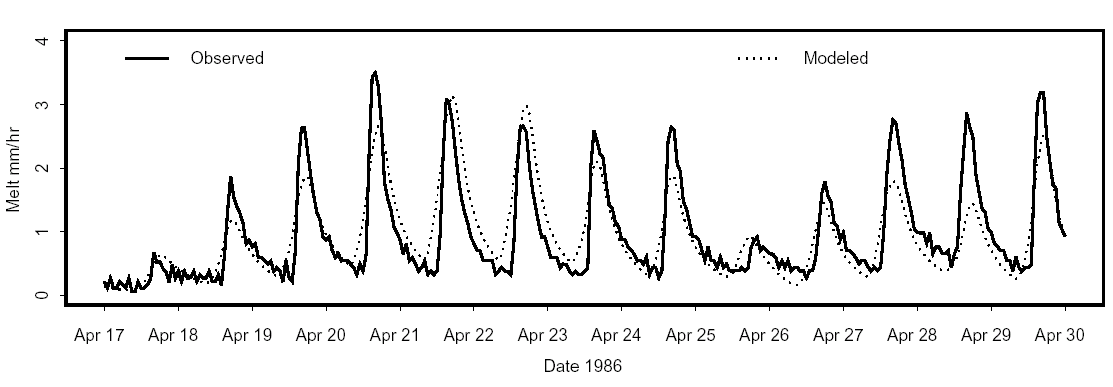 Observed Modeled
Melt mm/hr
4
3
2
1
0
Apr 17 Apr 18 Apr 19 Apr 20 Apr 21 Apr 22 Apr 23 Apr 24 Apr 25 Apr 26 Apr 27 Apr 28 Apr 29 Apr 30
Date 1986